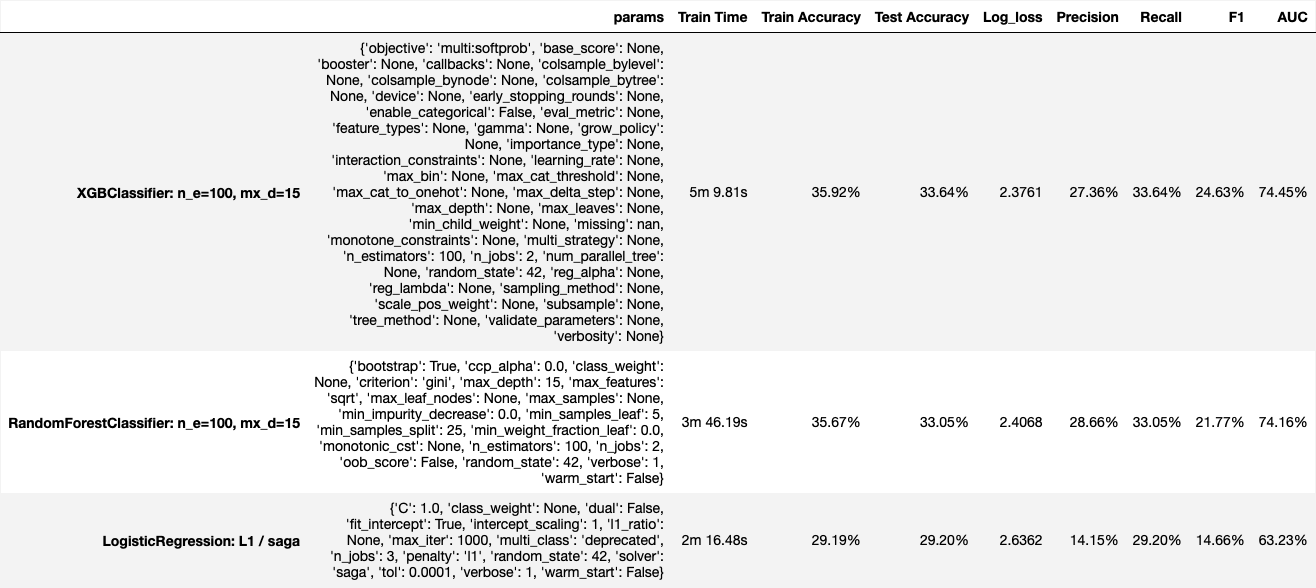 params Train Time Train Accuracy Test Accuracy Log_loss Precision Recall F1 AUC
{'objective': 'multi:softprob', 'base_score': None,
'booster': None, 'callbacks': None, 'colsample_bylevel':
None, 'colsample_bynode': None, 'colsample_bytree':
None, 'device': None, 'early_stopping_rounds': None,
'enable_categorical': False, 'eval_metric': None,
'feature_types': None, 'gamma': None, 'grow_policy':
None, 'importance_type': None,
'interaction_constraints': None, 'learning_rate': None,
'max_bin': None, 'max_cat_threshold': None,
XGBClassifier: n_e=100, mx_d=15 'max_cat_to_onehot': None, 'max_delta_step': None, 5m 9.81s 35.92% 33.64% 2.3761 27.36% 33.64% 24.63% 74.45%
'max_depth': None, 'max_leaves': None,
'min_child_weight': None, 'missing': nan,
'monotone_constraints': None, 'multi_strategy': None,
'n_estimators': 100, 'n_jobs': 2, 'num_parallel_tree':
None, 'random_state': 42, 'reg_alpha': None,
'reg_lambda': None, 'sampling_method': None,
'scale_pos_weight': None, 'subsample': None,
'tree_method': None, 'validate_parameters': None,
'verbosity': None}
{'bootstrap': True, 'ccp_alpha': 0.0, 'class_weight':
None, 'criterion': 'gini', 'max_depth': 15, 'max_features':
'sqrt', 'max_leaf_nodes': None, 'max_samples': None,
'min_impurity_decrease': 0.0, 'min_samples_leaf': 5,
RandomForestClassifier: n_e=100, mx_d=15 'min_samples_split': 25, 'min_weight_fraction_leaf': 0.0, 3m 46.19s 35.67% 33.05% 2.4068 28.66% 33.05% 21.77% 74.16%
'monotonic_cst': None, 'n_estimators': 100, 'n_jobs': 2,
'oob_score': False, 'random_state': 42, 'verbose': 1,
'warm_start': False}
{'C': 1.0, 'class_weight': None, 'dual': False,
'fit_intercept': True, 'intercept_scaling': 1, 'l1_ratio':
LogisticRegression: L1 / saga None, 'max_iter': 1000, 'multi_class': 'deprecated', 2m 16.48s 29.19% 29.20% 2.6362 14.15% 29.20% 14.66% 63.23%
'n_jobs': 3, 'penalty': 'l1', 'random_state': 42, 'solver':
'saga', 'tol': 0.0001, 'verbose': 1, 'warm_start': False}